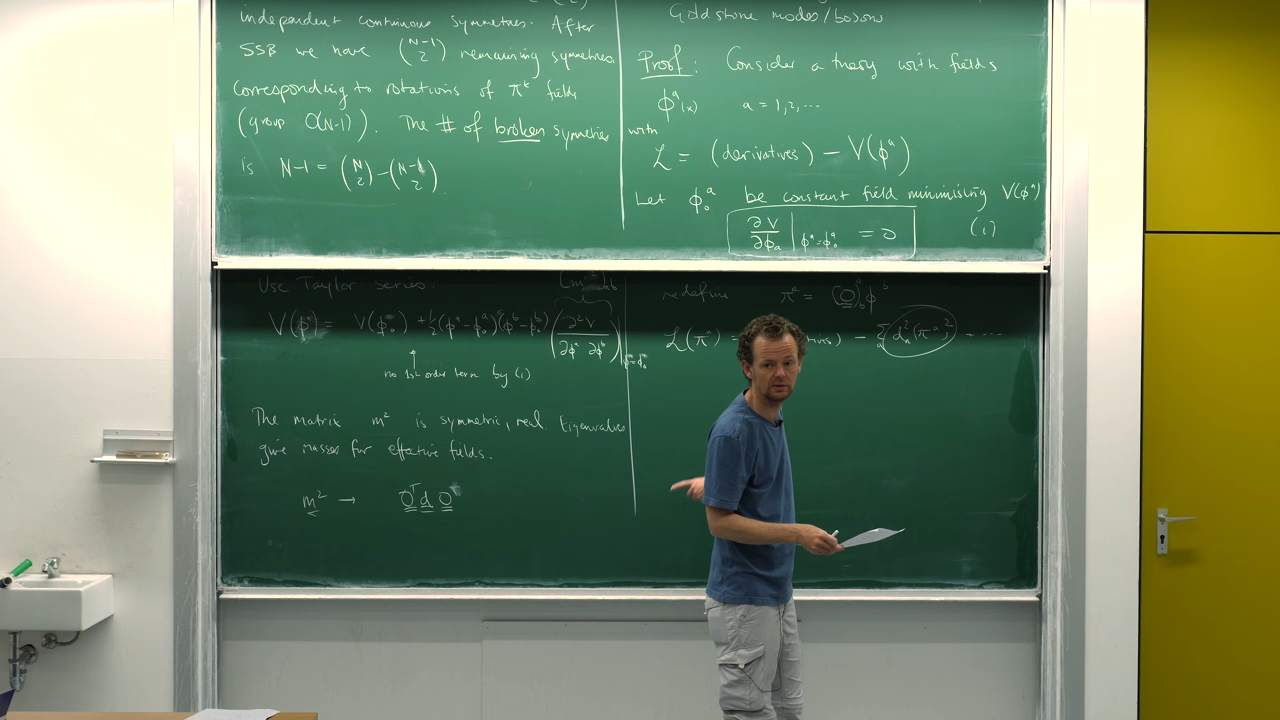 independent continuous symmetries. After
SSB we have (N-1 2) remaining symmetries
corresponding to rotations of π^k fields
(group O(N-1)). The # of broken symmetries
is N-1 = (N 2) - (N-1 2).
Goldstone modes/bosons
Proof: Consider a theory with fields
ϕ^a(x) a = 1,2,...
with
ℒ = (derivatives) - V(ϕ^a)
Let ϕ_0^a be constant field minimising V(ϕ^a)
∂V/∂ϕ_a |_{ϕ^a=ϕ_0^a} = 0 (1)
Use Taylor series:
V(ϕ^a) = V(ϕ_0^a) + 1/2 (ϕ^a-ϕ_0^a)(ϕ^b-ϕ_0^b) (∂²V/∂ϕ^a ∂ϕ^b)|_{ϕ^a=ϕ_0^a}
no 1st order term by (1)
The matrix m² is symmetric, real Eigenvalues
give masses for effective fields.
m² → O^T d O
redefine π^a = [O]^a_b ϕ^b
ℒ(π^a) = - Σ_a d_a²(π^a)² + ...